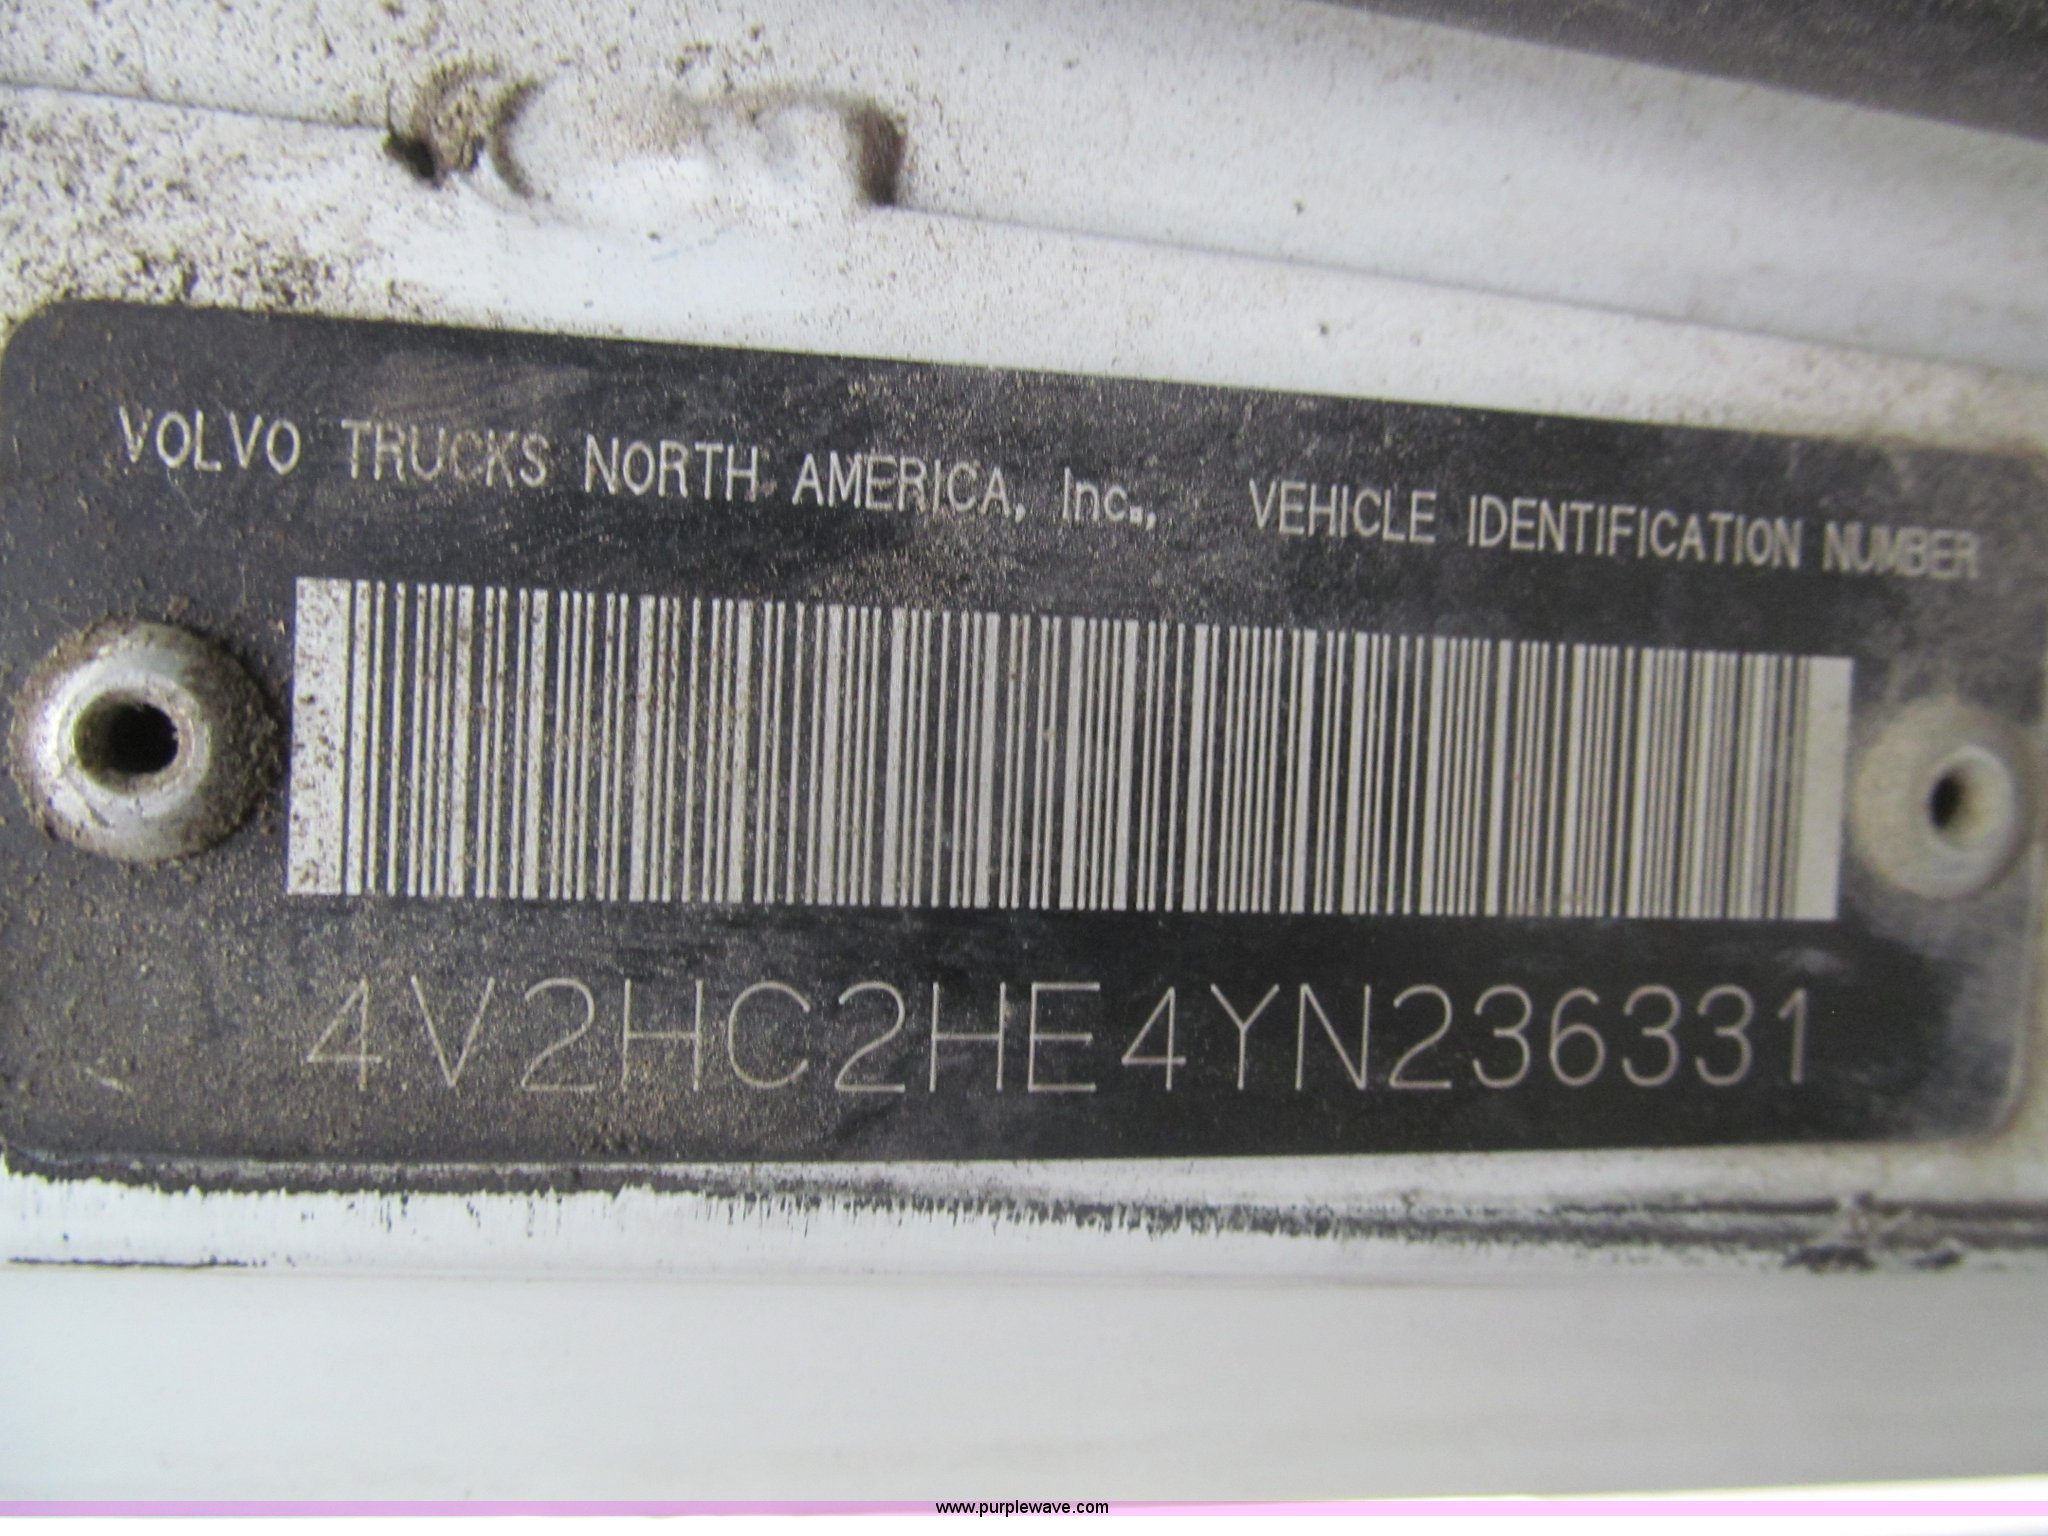 VOLVO TRUCKS NORTH AMERICA, Inc., VEHICLE IDENTIFICATION NUMBER
4V2HC2HE4YN236331
www.purplewave.com